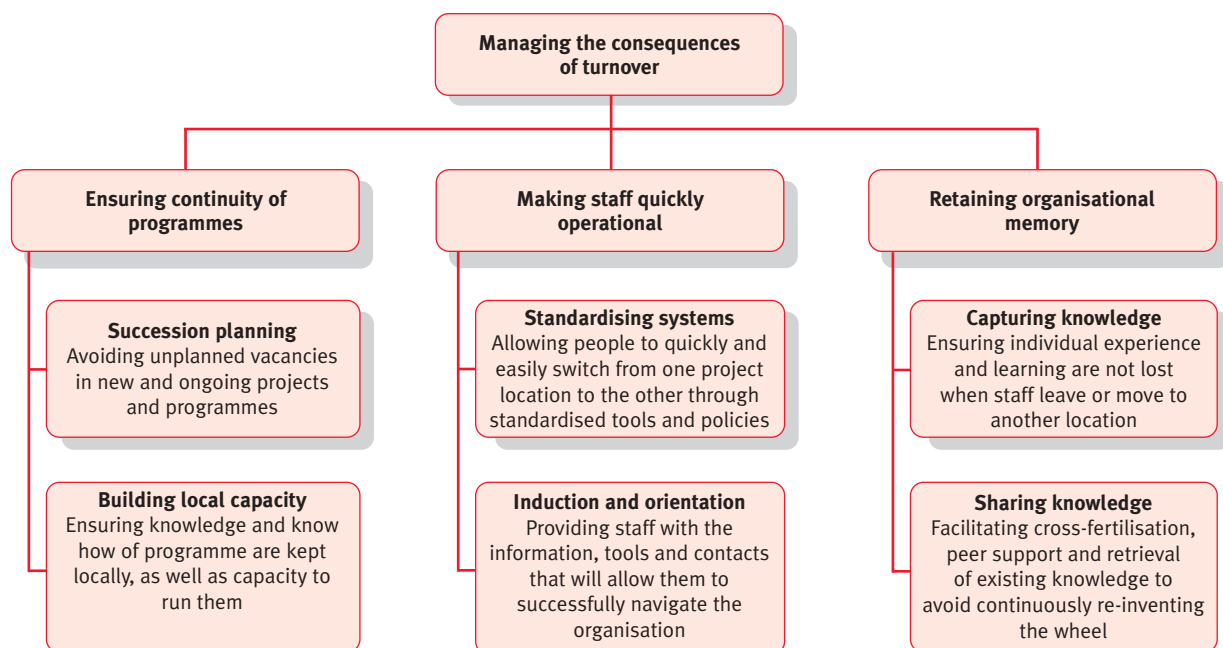 Managing the consequences
of turnover
Ensuring continuity of
programmes
Succession planning
Avoiding unplanned vacancies
in new and ongoing projects
and programmes
Building local capacity
Ensuring knowledge and know
how of programme are kept
locally, as well as capacity to
run them
Making staff quickly
operational
Standardising systems
Allowing people to quickly and
easily switch from one project
location to the other through
standardised tools and policies
Induction and orientation
Providing staff with the
information, tools and contacts
that will allow them to
successfully navigate the
organisation
Retaining organisational
memory
Capturing knowledge
Ensuring individual experience
and learning are not lost
when staff leave or move to
another location
Sharing knowledge
Facilitating cross-fertilisation,
peer support and retrieval
of existing knowledge to
avoid continuously re-inventing
the wheel